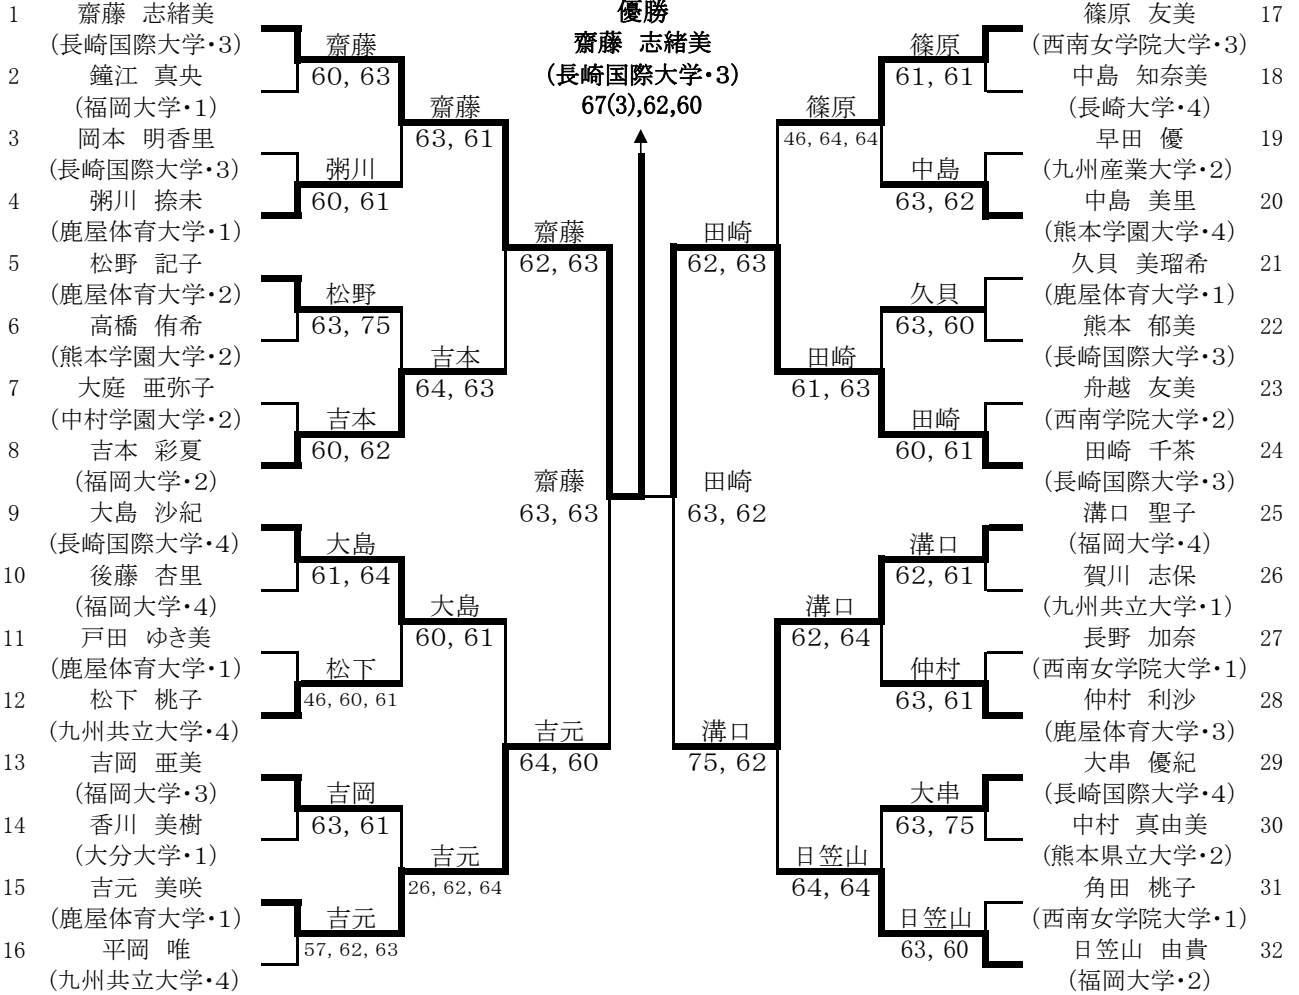 優勝
齋藤 志緒美
(長崎国際大学・3)
67(3),62,60
1 齋藤 志緒美
(長崎国際大学・3)
2 鐘江 真央
(福岡大学・1)
3 岡本 明香里
(長崎国際大学・3)
4 粥川 捺未
(鹿屋体育大学・1)
5 松野 記子
(鹿屋体育大学・2)
6 高橋 侑希
(熊本学園大学・2)
7 大庭 亜弥子
(中村学園大学・2)
8 吉本 彩夏
(福岡大学・2)
9 大島 沙紀
(長崎国際大学・4)
10 後藤 杏里
(福岡大学・4)
11 戸田 ゆき美
(鹿屋体育大学・1)
12 松下 桃子
(九州共立大学・4)
13 吉岡 亜美
(福岡大学・3)
14 香川 美樹
(大分大学・1)
15 吉元 美咲
(鹿屋体育大学・1)
16 平岡 唯
(九州共立大学・4)
齋藤
60, 63
粥川
60, 61
松野
63, 75
吉本
60, 62
大島
61, 64
松下
46, 60, 61
吉岡
63, 61
吉元
57, 62, 63
齋藤
63, 61
吉本
64, 63
大島
60, 61
吉元
26, 62, 64
齋藤
62, 63
吉元
64, 60
齋藤
63, 63
田崎
63, 62
田崎
62, 63
溝口
75, 62
篠原
46, 64, 64
田崎
61, 63
溝口
62, 64
日笠山
64, 64
篠原
61, 61
中島
63, 62
久貝
63, 60
田崎
60, 61
溝口
62, 61
仲村
63, 61
大串
63, 75
日笠山
63, 60
篠原 友美 17
(西南女学院大学・3)
中島 知奈美 18
(長崎大学・4)
早田 優 19
(九州産業大学・2)
中島 美里 20
(熊本学園大学・4)
久貝 美瑠希 21
(鹿屋体育大学・1)
熊本 郁美 22
(長崎国際大学・3)
舟越 友美 23
(西南学院大学・2)
田崎 千茶 24
(長崎国際大学・3)
溝口 聖子 25
(福岡大学・4)
賀川 志保 26
(九州共立大学・1)
長野 加奈 27
(西南女学院大学・1)
仲村 利沙 28
(鹿屋体育大学・3)
大串 優紀 29
(長崎国際大学・4)
中村 真由美 30
(熊本県立大学・2)
角田 桃子 31
(西南女学院大学・1)
日笠山 由貴 32
(福岡大学・2)